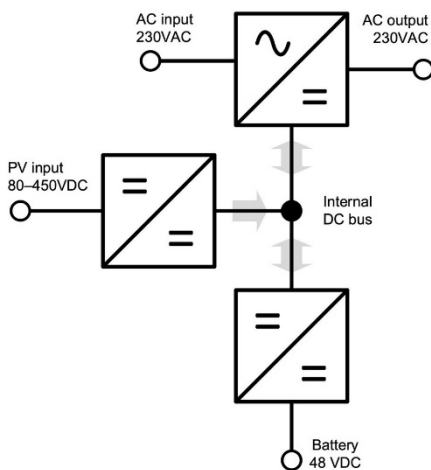 AC input
230VAC
AC output
230VAC
PV input
80–450VDC
Internal
DC bus
Battery
48 VDC